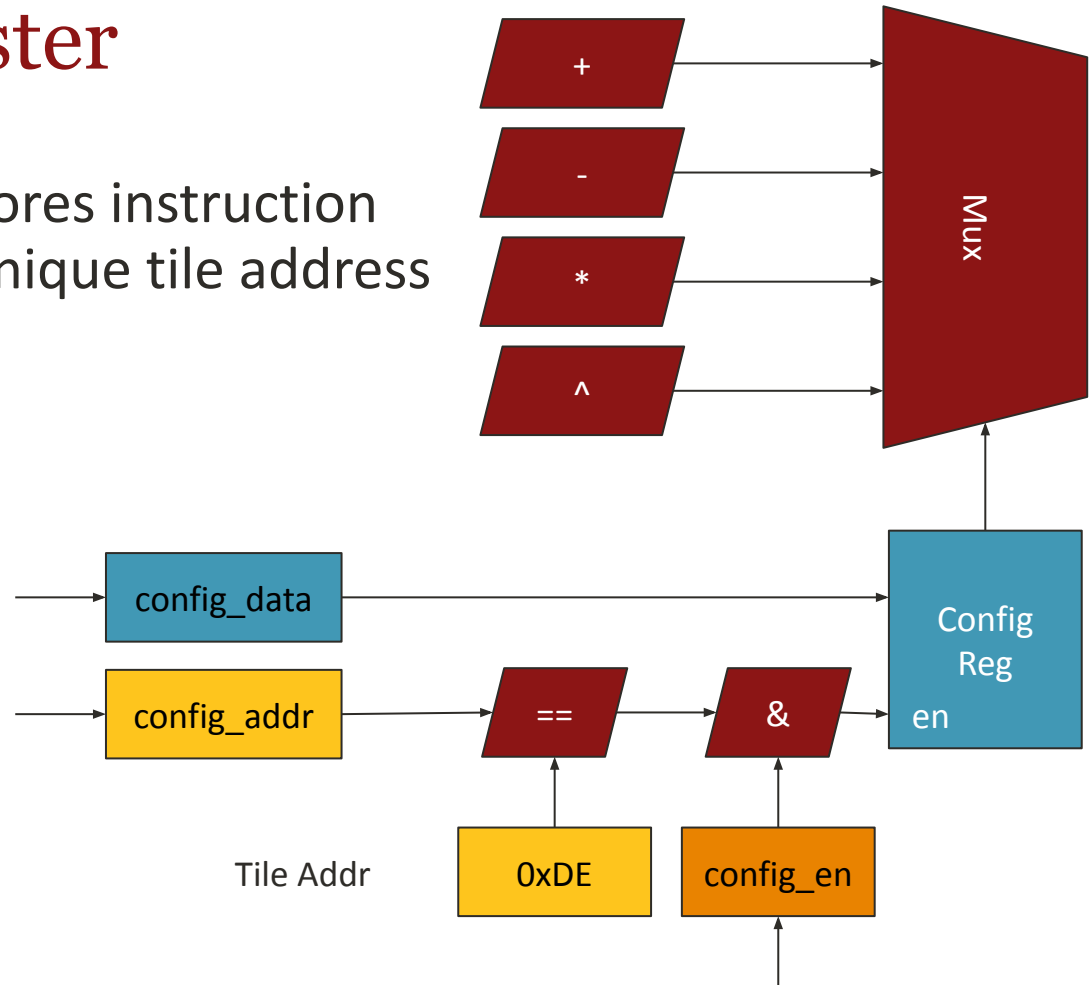 ster
ores instruction
nique tile address
+
-
*
^
Mux
config_data
Config
Reg
config_addr
==
&
en
Tile Addr
0xDE
config_en